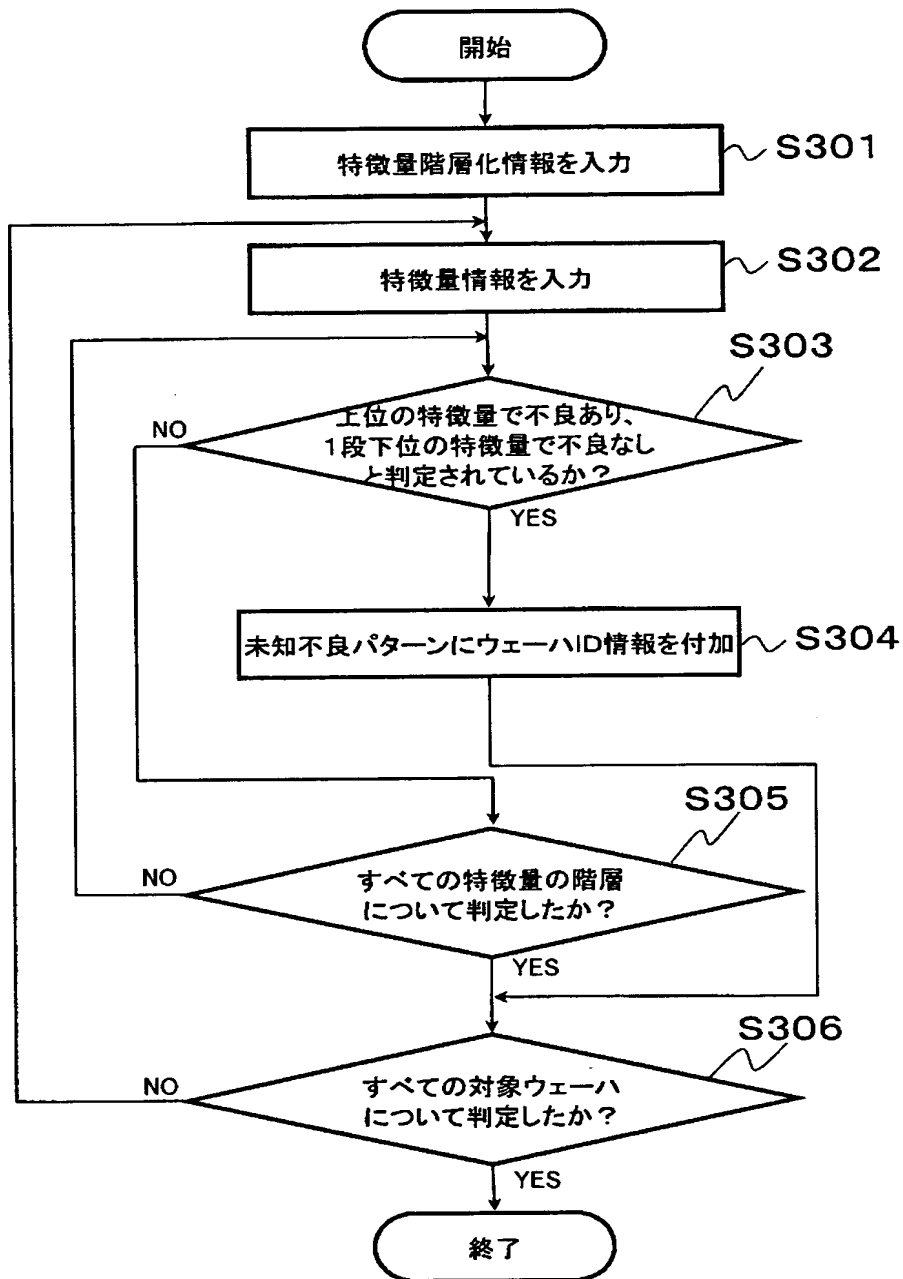 開始
特徴量階層化情報を入力
S301
特徴量情報を入力
S302
S303
上位の特徴量で不良あり、
1段下位の特徴量で不良なし
と判定されているか？
NO
YES
未知不良パターンにウェーハID情報を付加
S304
S305
すべての特徴量の階層
について判定したか？
NO
YES
S306
すべての対象ウェーハ
について判定したか？
NO
YES
終了